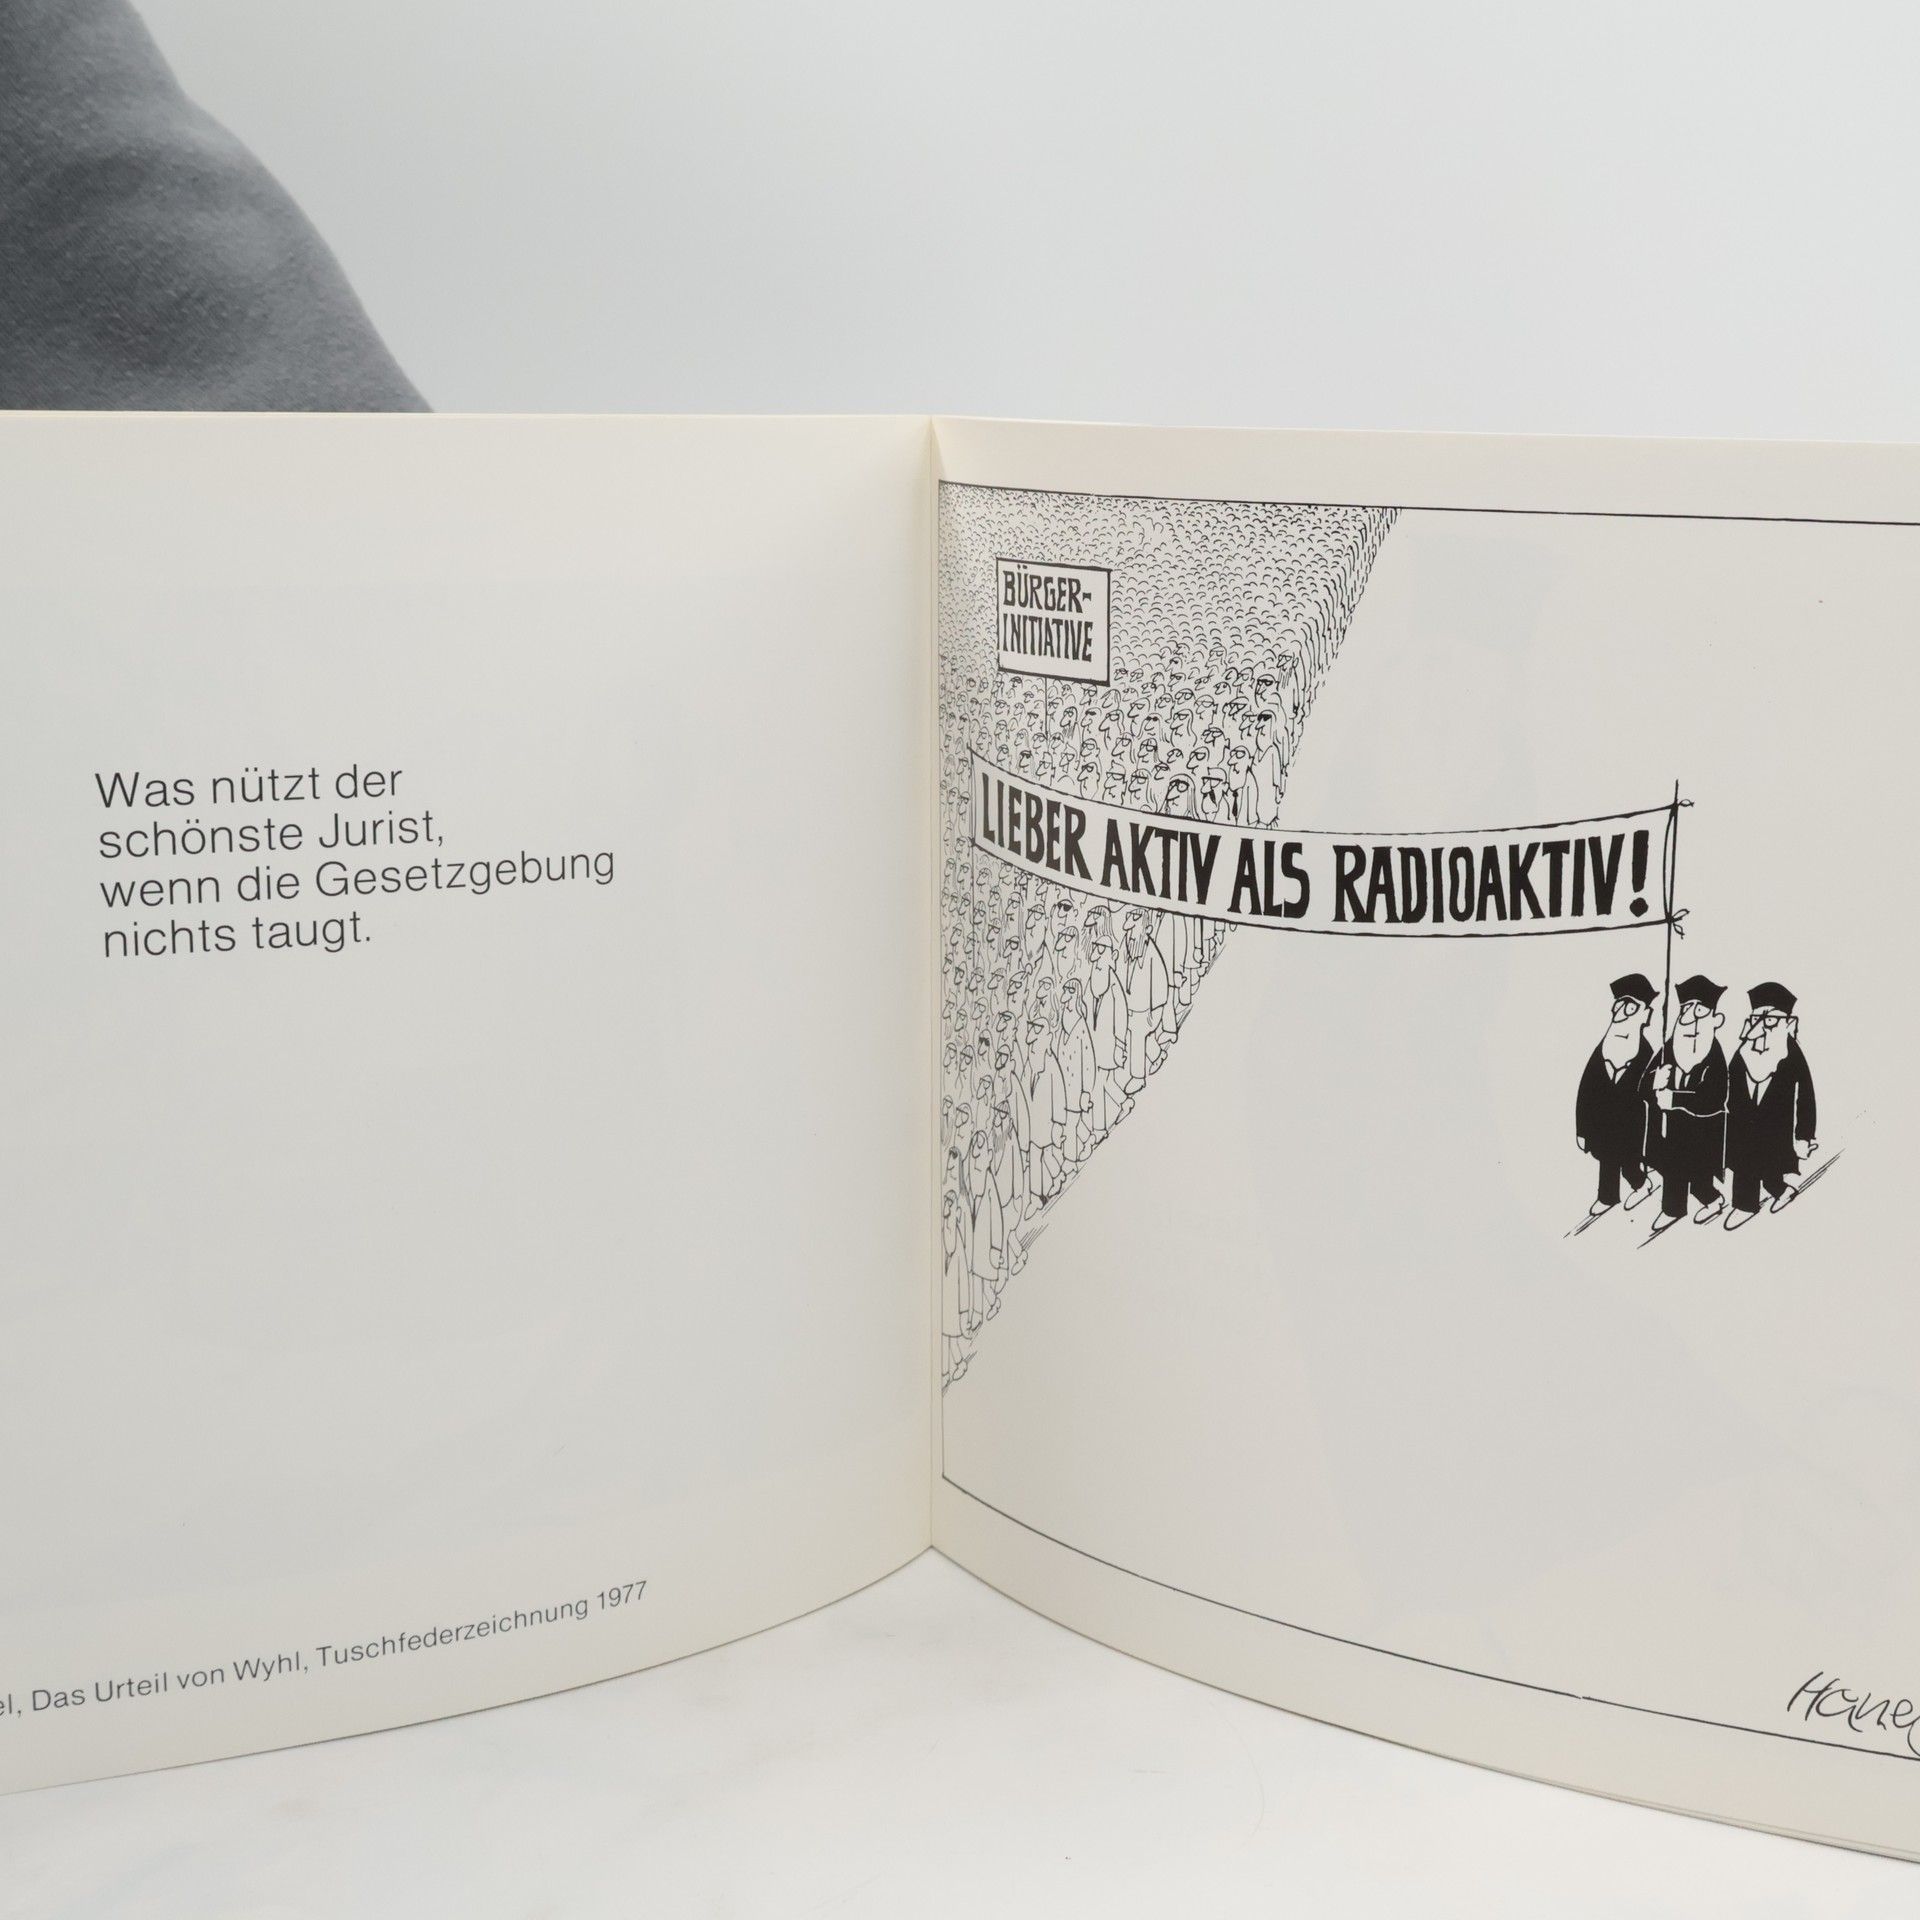 Was nützt der
schönste Jurist,
wenn die Gesetzgebung
nichts taugt.
Das Urteil von Wyhl, Tuschfederzeichnung 1977
BÜRGER-
INITIATIVE
LIEBER AKTIV ALS RADIOAKTIV!